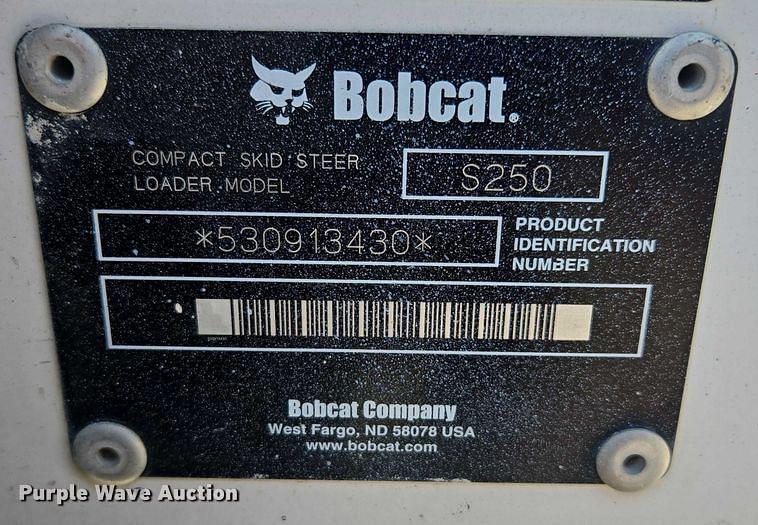 Bobcat®
COMPACT SKID STEER
LOADER MODEL
S250
*530913430*
PRODUCT
IDENTIFICATION
NUMBER
Bobcat Company
West Fargo, ND 58078 USA
www.bobcat.com
Purple Wave Auction